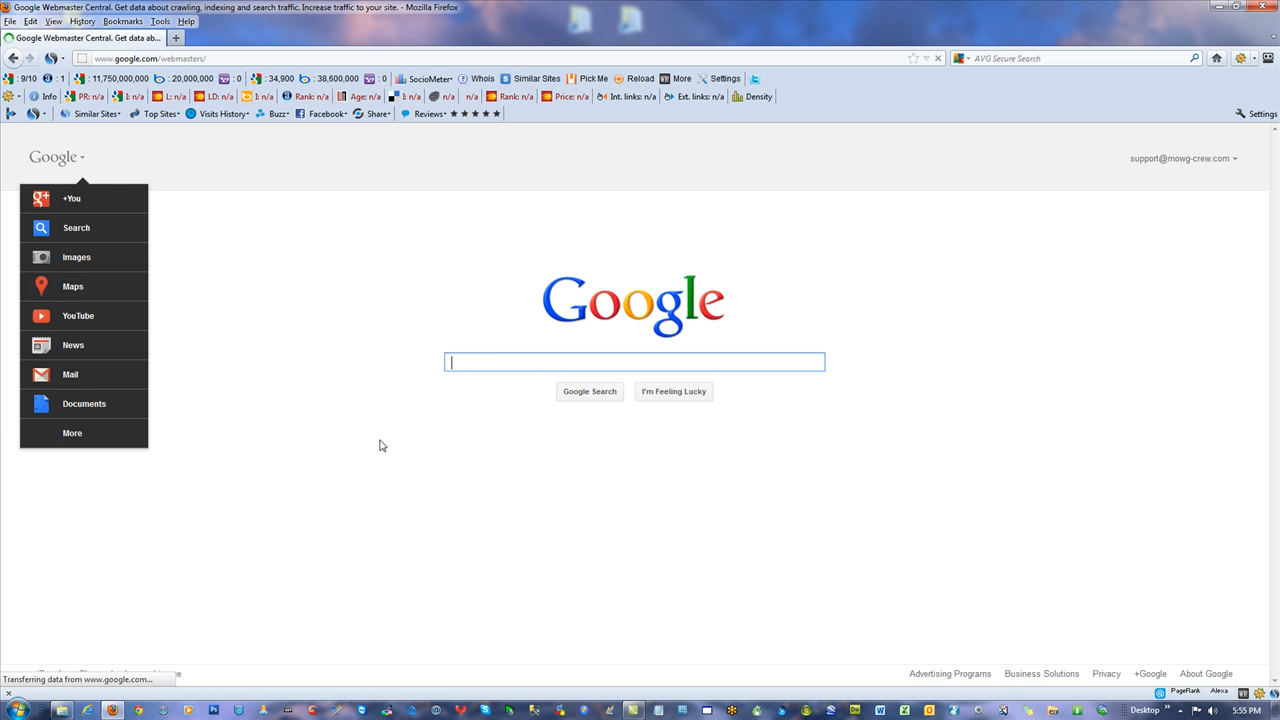 Google Webmaster Central. Get data about crawling, indexing and search traffic. Increase traffic to your site. - Mozilla Firefox
File Edit View History Bookmarks Tools Help
Google Webmaster Central. Get data ab...
www.google.com/webmasters/
AVG Secure Search
: 9/10 : 1 : 11,750,000,000 : 20,000,000 : 0 : 34,900 : 38,600,000 : 0 SocioMeter Whois Similar Sites Pick Me Reload More Settings
Info PR: n/a I: n/a L: n/a LD: n/a I: n/a Rank: n/a Age: n/a I: n/a n/a n/a Rank: n/a Price: n/a Int. links: n/a Ext. links: n/a Density
Similar Sites Top Sites Visits History Buzz Facebook Share Reviews Settings
Google
support@mowg-crew.com
+You
Search
Images
Maps
YouTube
News
Mail
Documents
More
Google
Google Search I'm Feeling Lucky
Advertising Programs Business Solutions Privacy +Google About Google
Transferring data from www.google.com...
PageRank Alexa
Desktop 5:55 PM